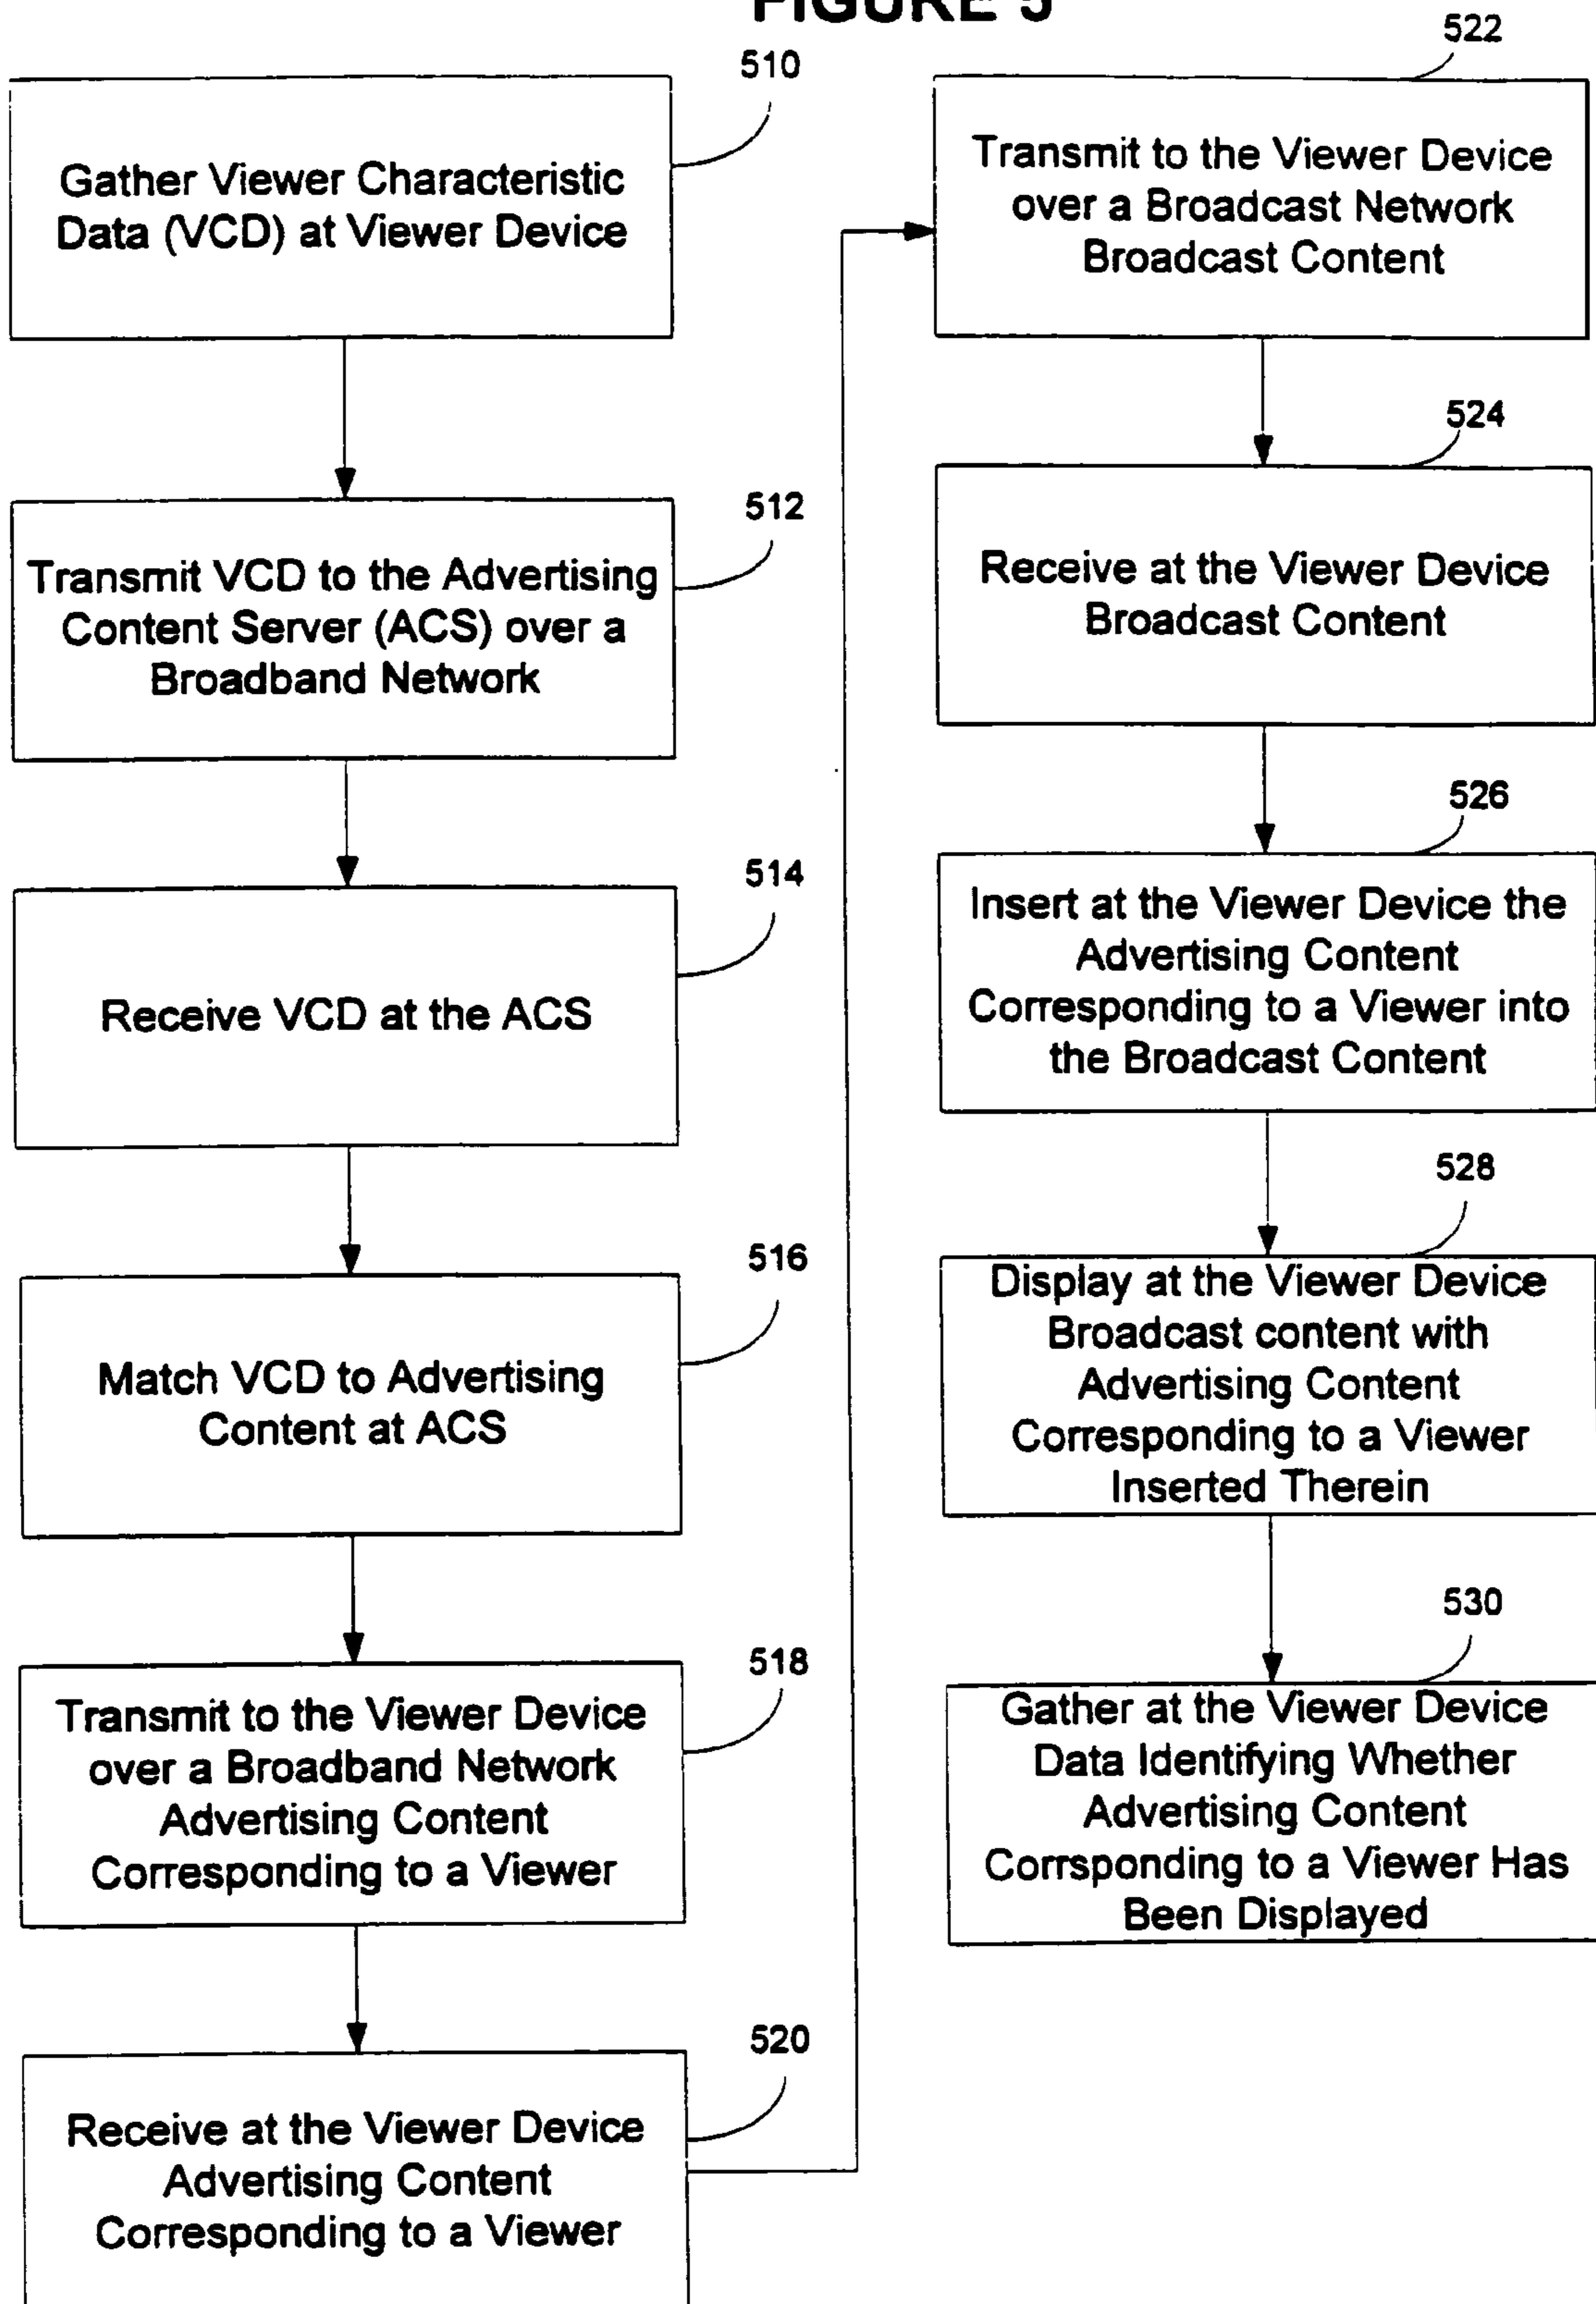 FIGURE 5
510
Gather Viewer Characteristic
Data (VCD) at Viewer Device
512
Transmit VCD to the Advertising
Content Server (ACS) over a
Broadband Network
514
Receive VCD at the ACS
516
Match VCD to Advertising
Content at ACS
518
Transmit to the Viewer Device
over a Broadband Network
Advertising Content
Corresponding to a Viewer
520
Receive at the Viewer Device
Advertising Content
Corresponding to a Viewer
522
Transmit to the Viewer Device
over a Broadcast Network
Broadcast Content
524
Receive at the Viewer Device
Broadcast Content
526
Insert at the Viewer Device the
Advertising Content
Corresponding to a Viewer into
the Broadcast Content
528
Display at the Viewer Device
Broadcast content with
Advertising Content
Corresponding to a Viewer
Inserted Therein
530
Gather at the Viewer Device
Data Identifying Whether
Advertising Content
Corrsponding to a Viewer Has
Been Displayed